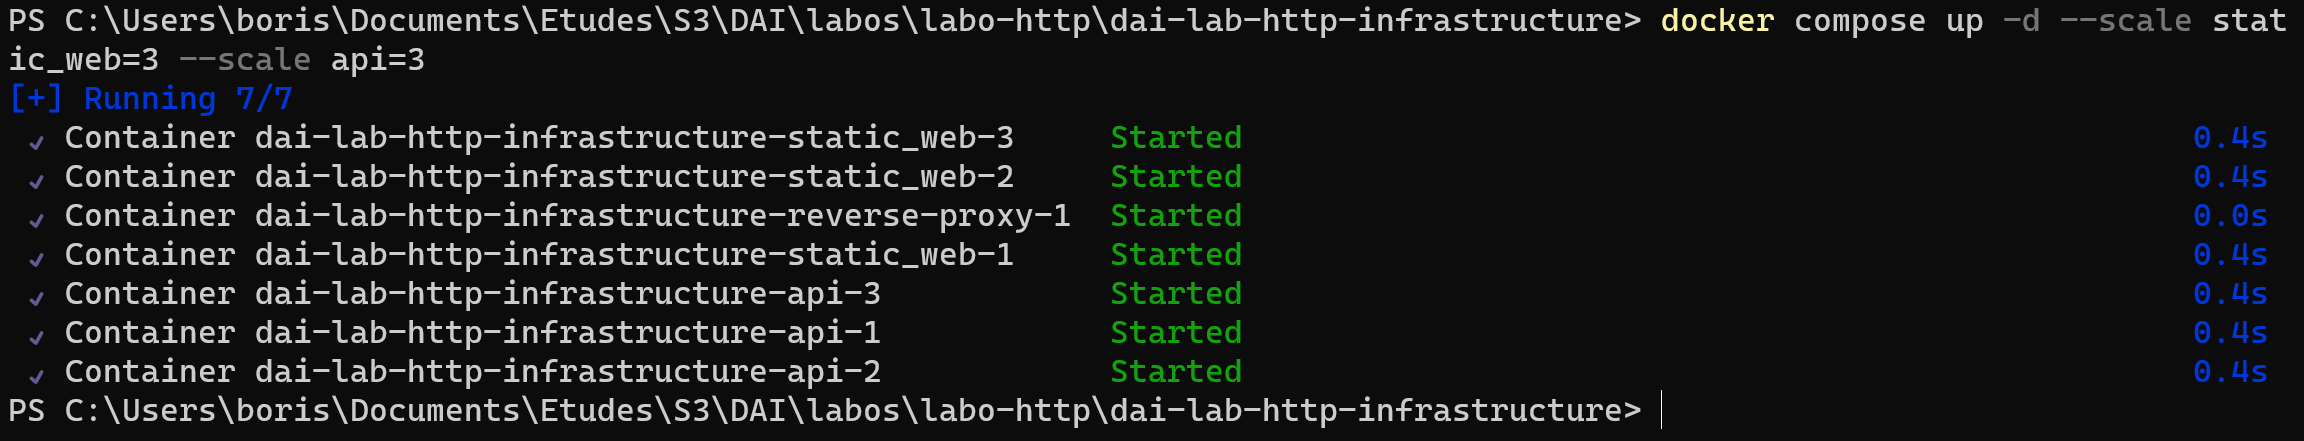 PS C:\Users\boris\Documents\Etudes\S3\DAI\labos\labo-http\dai-lab-http-infrastructure> docker compose up -d --scale stat
ic_web=3 --scale api=3
[+] Running 7/7
✔ Container dai-lab-http-infrastructure-static_web-3 Started 0.4s
✔ Container dai-lab-http-infrastructure-static_web-2 Started 0.4s
✔ Container dai-lab-http-infrastructure-reverse-proxy-1 Started 0.0s
✔ Container dai-lab-http-infrastructure-static_web-1 Started 0.4s
✔ Container dai-lab-http-infrastructure-api-3 Started 0.4s
✔ Container dai-lab-http-infrastructure-api-1 Started 0.4s
✔ Container dai-lab-http-infrastructure-api-2 Started 0.4s
PS C:\Users\boris\Documents\Etudes\S3\DAI\labos\labo-http\dai-lab-http-infrastructure>